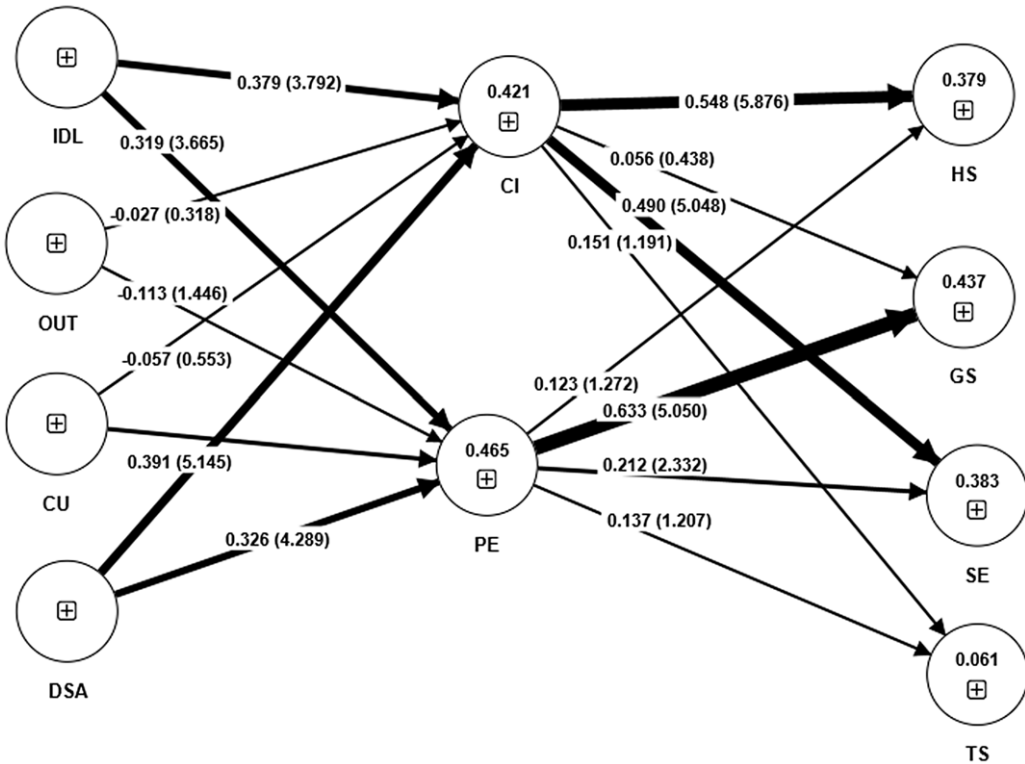 IDL
OUT
CU
DSA
0.379 (3.792)
0.319 (3.665)
-0.027 (0.318)
-0.113 (1.446)
-0.057 (0.553)
0.391 (5.145)
0.326 (4.289)
0.421
CI
0.465
PE
0.548 (5.876)
0.056 (0.438)
0.490 (5.048)
0.151 (1.191)
0.123 (1.272)
0.633 (5.050)
0.212 (2.332)
0.137 (1.207)
0.379
HS
0.437
GS
0.383
SE
0.061
TS